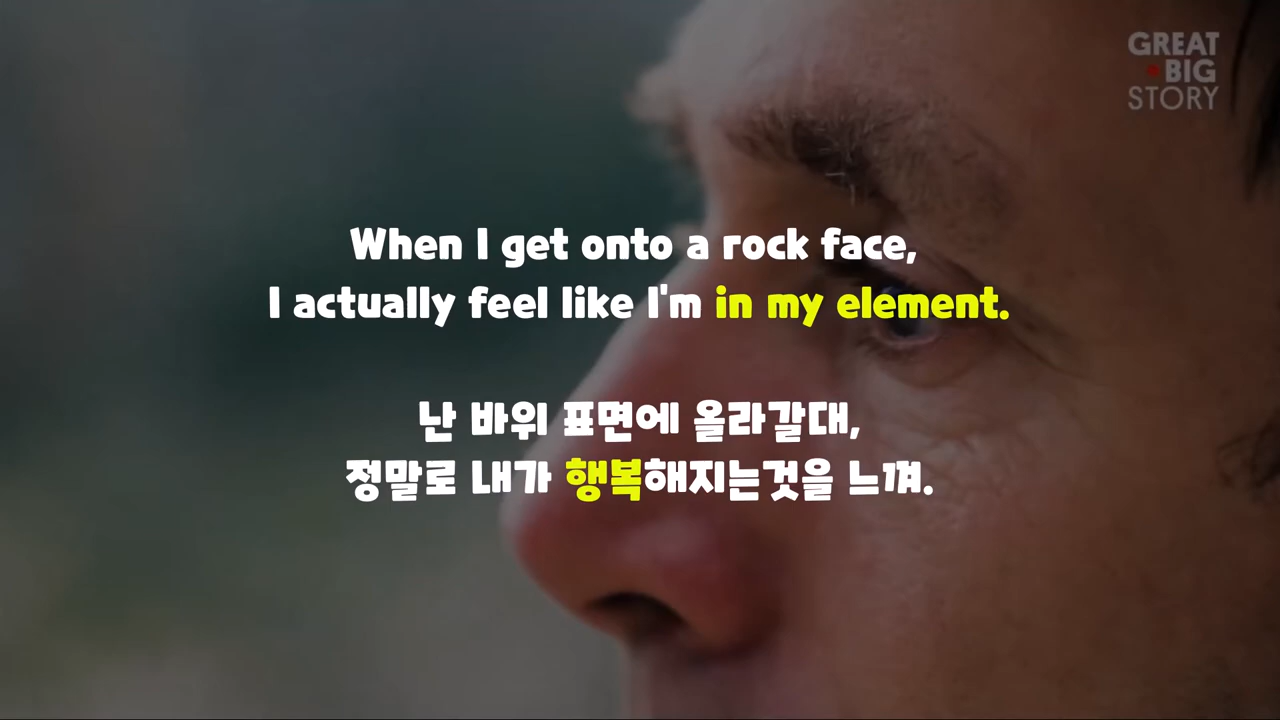 GREAT
BIG
STORY
When I get onto a rock face,
I actually feel like I'm in my element.
난 바위 표면에 올라갈대,
정말로 내가 행복해지는것을 느껴.